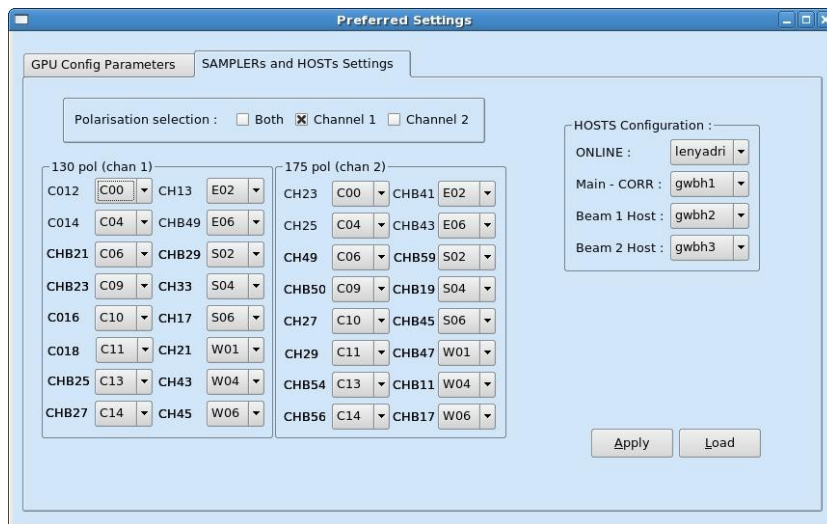 Preferred Settings
GPU Config Parameters SAMPLERs and HOSTs Settings
Polarisation selection : Both Channel 1 Channel 2
130 pol (chan 1)
C012 C00 CH13 E02
C014 C04 CHB49 E06
CHB21 C06 CHB29 S02
CHB23 C09 CH33 S04
C016 C10 CH17 S06
C018 C11 CH21 W01
CHB25 C13 CH43 W04
CHB27 C14 CH45 W06
175 pol (chan 2)
CH23 C00 CHB41 E02
CH25 C04 CHB43 E06
CH49 C06 CHB59 S02
CHB50 C09 CHB19 S04
CH27 C10 CHB45 S06
CH29 C11 CHB47 W01
CHB54 C13 CHB11 W04
CHB56 C14 CHB17 W06
HOSTS Configuration :
ONLINE : lenyadri
Main - CORR : gwbh1
Beam 1 Host : gwbh2
Beam 2 Host : gwbh3
Apply Load